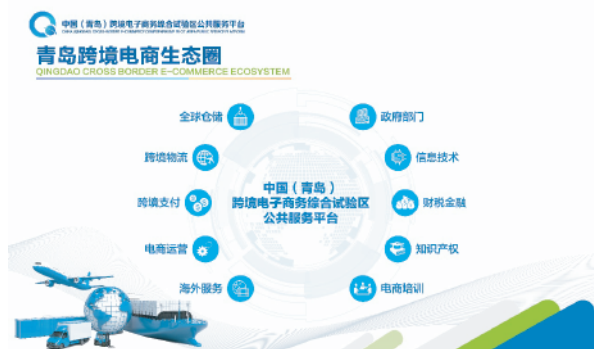 中国（青岛）跨境电子商务综合试验区公共服务平台
青岛跨境电商生态圈
QINGDAO CROSS BORDER E-COMMERCE ECOSYSTEM
全球仓储
政府部门
跨境物流
信息技术
中国（青岛）
跨境电子商务综合试验区
公共服务平台
跨境支付
财税金融
电商运营
知识产权
海外服务
电商培训